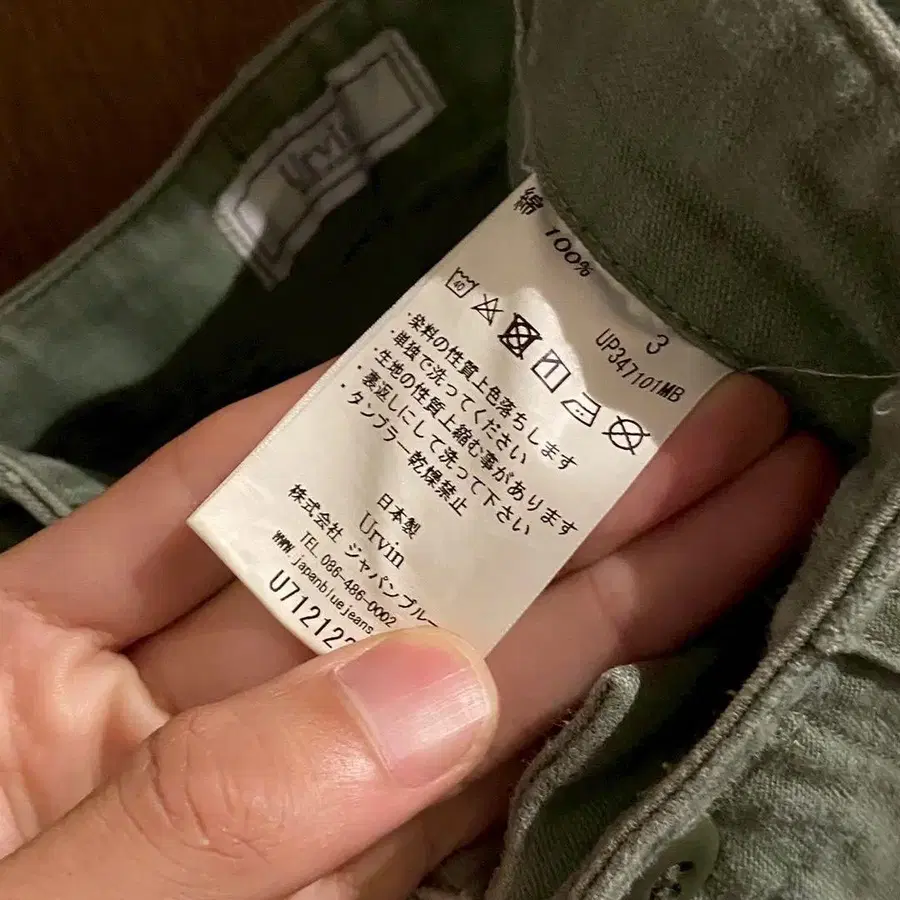 綿 100%
3
UP347101MB
40
・染料の性質上色落ちします
・単独で洗ってください
・生地の性質上縮む事があります
・裏返しにして洗って下さい
タンブラー乾燥禁止
日本製
Urvin
株式会社 ジャパンブルー
TEL.086-486-0002
www.japanbluejeans
U712122